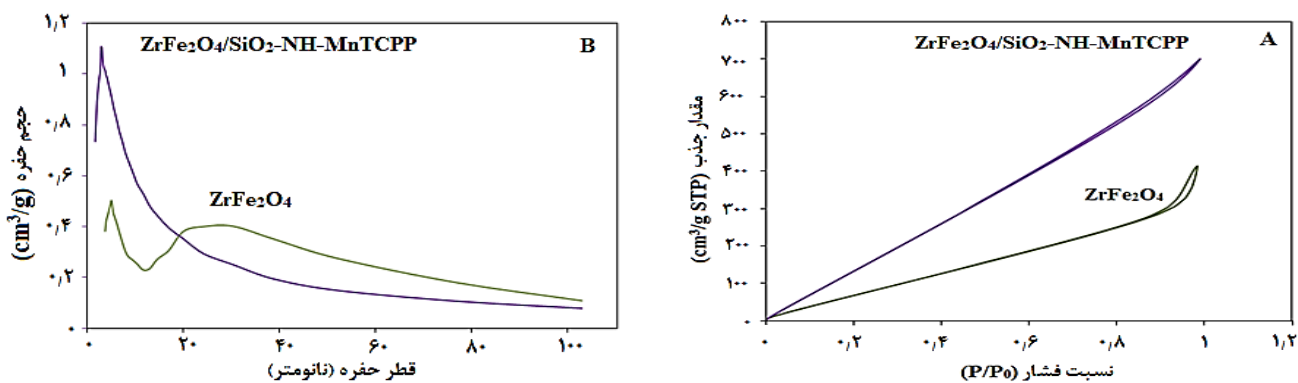 ZrFe₂O₄/SiO₂-NH-MnTCPP
B
ZrFe₂O₄
حجم حفره (cm³/g)
۱٫۲
۱
۰٫۸
۰٫۶
۰٫۴
۰٫۲
۰
۰ ۲۰ ۴۰ ۶۰ ۸۰ ۱۰۰
قطر حفره (نانومتر)
ZrFe₂O₄/SiO₂-NH-MnTCPP
A
ZrFe₂O₄
مقدار جذب (cm³/g STP)
۸۰۰
۷۰۰
۶۰۰
۵۰۰
۴۰۰
۳۰۰
۲۰۰
۱۰۰
۰
۰ ۰٫۲ ۰٫۴ ۰٫۶ ۰٫۸ ۱ ۱٫۲
نسبت فشار (P/P₀)